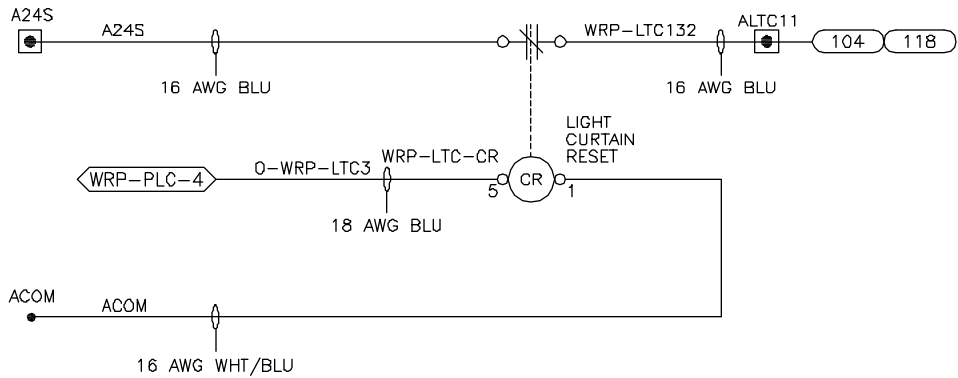 A24S
A24S
WRP-LTC132
ALTC11
104
118
16 AWG BLU
16 AWG BLU
LIGHT
CURTAIN
RESET
WRP-PLC-4
O-WRP-LTC3
WRP-LTC-CR
5
CR
1
18 AWG BLU
ACOM
ACOM
16 AWG WHT/BLU